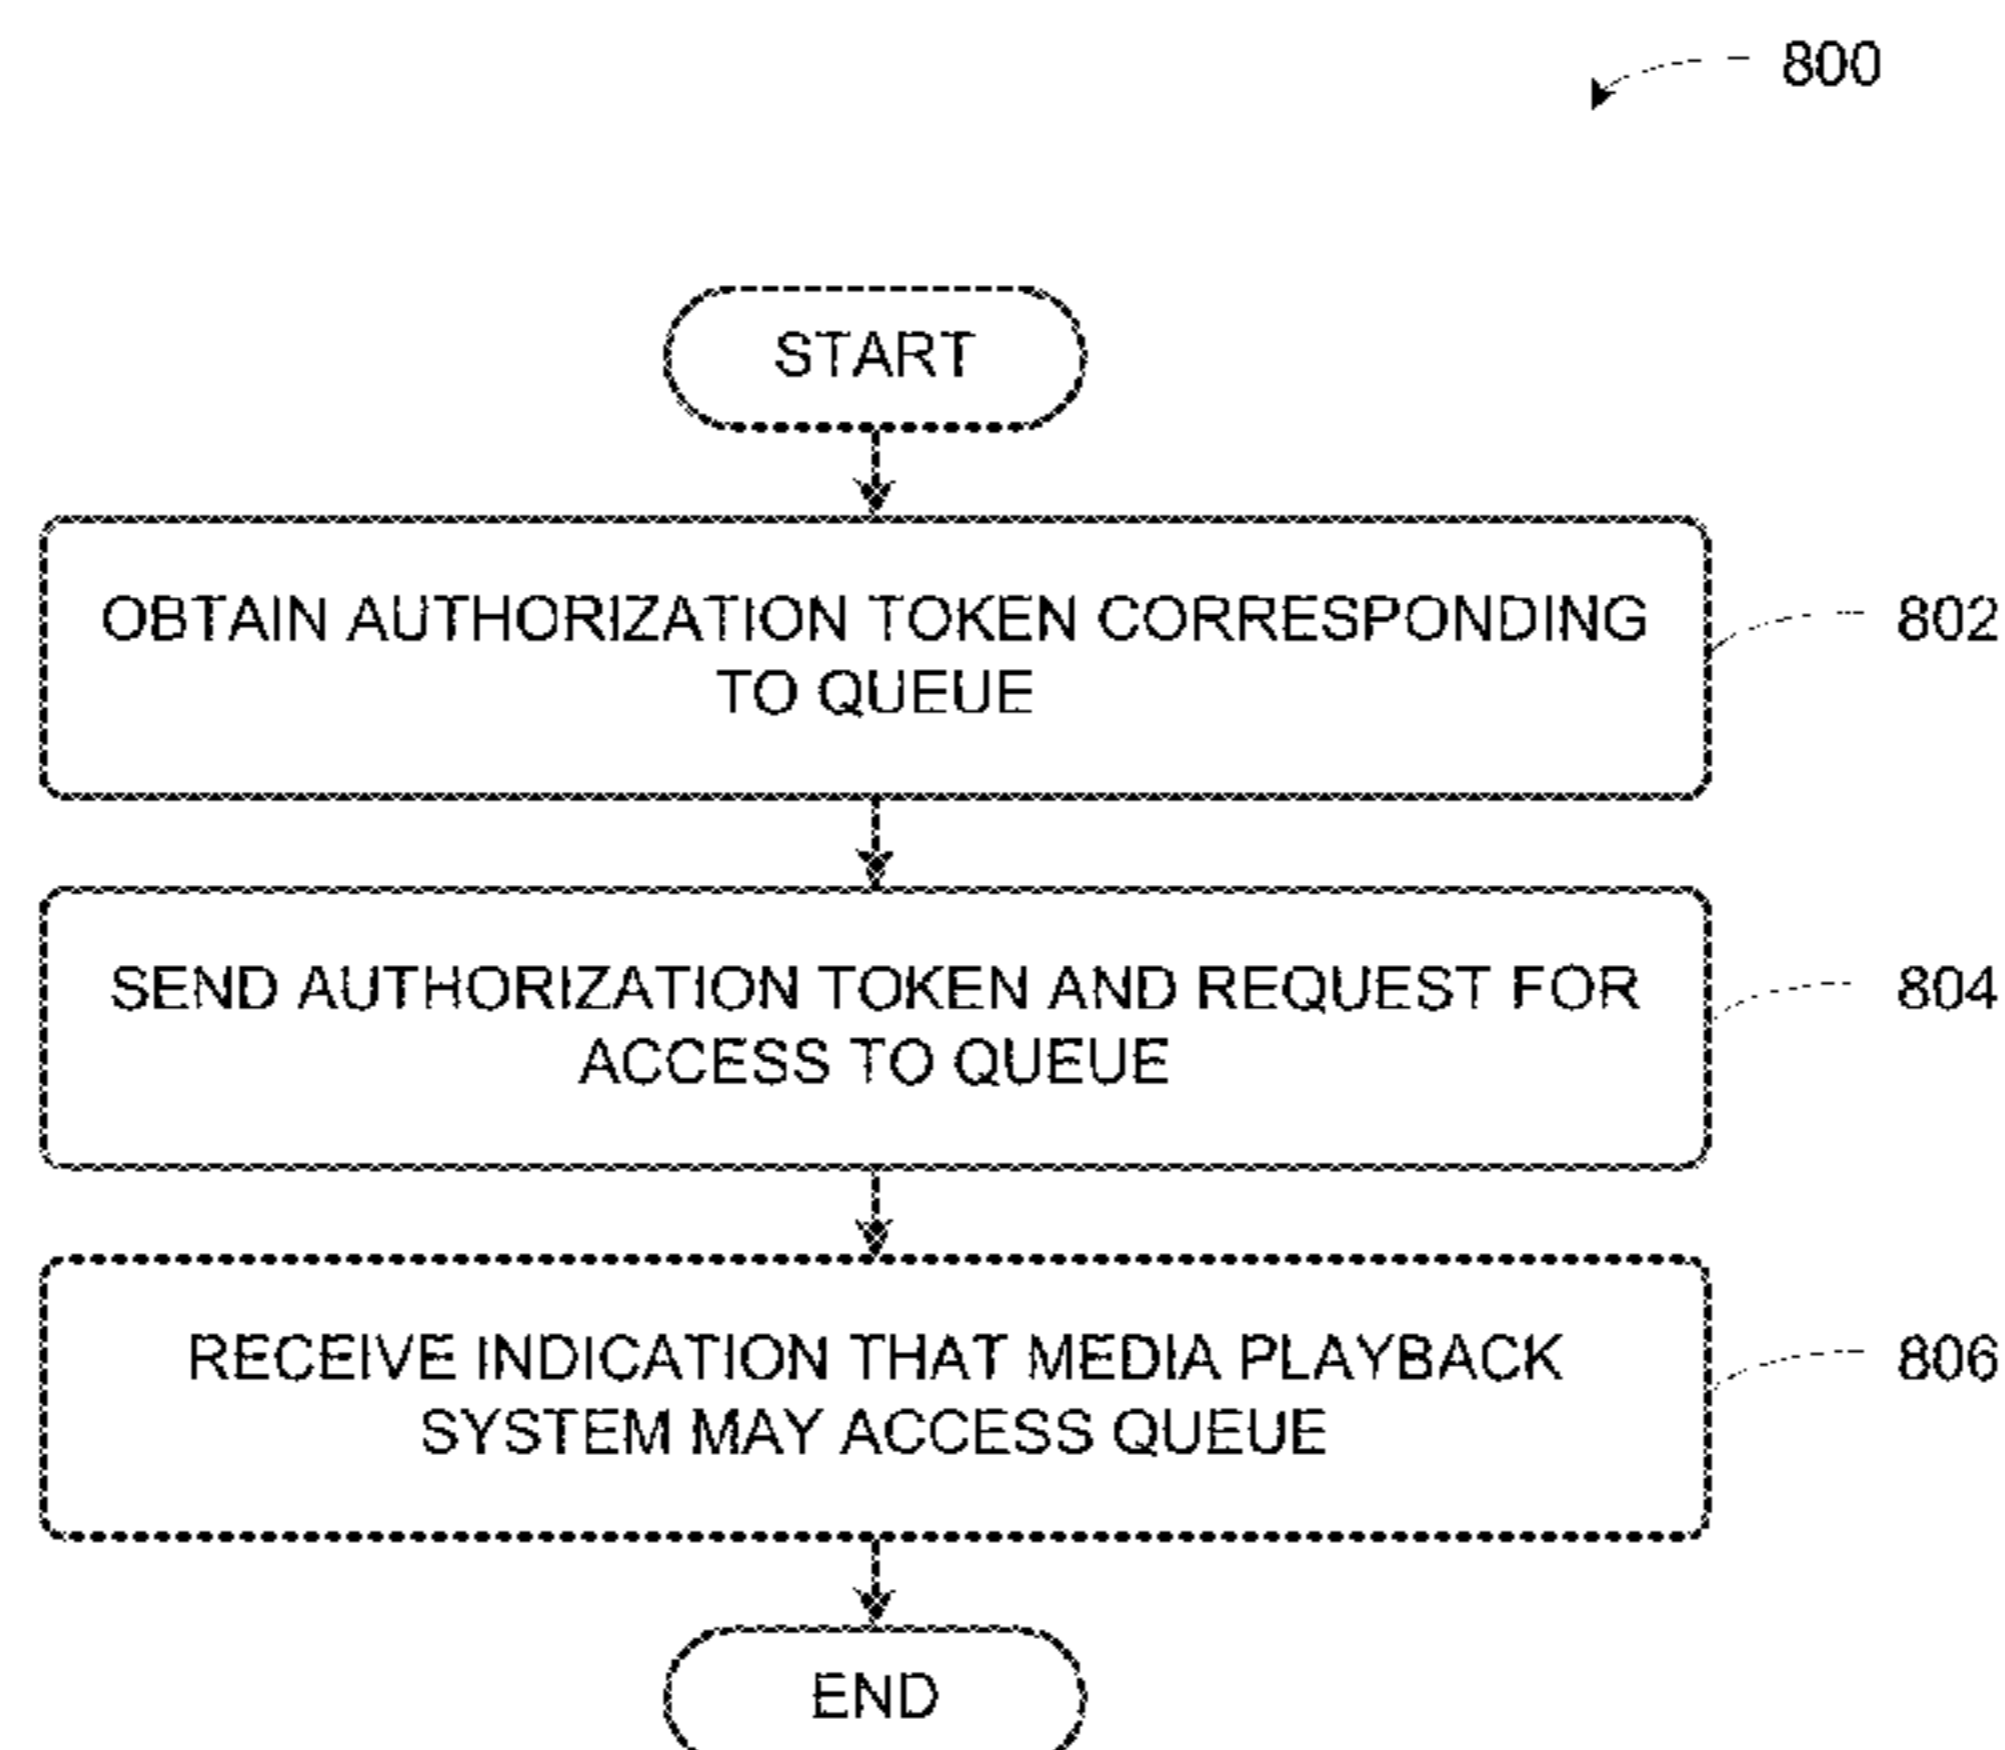 800
START
OBTAIN AUTHORIZATION TOKEN CORRESPONDING
TO QUEUE
802
SEND AUTHORIZATION TOKEN AND REQUEST FOR
ACCESS TO QUEUE
804
RECEIVE INDICATION THAT MEDIA PLAYBACK
SYSTEM MAY ACCESS QUEUE
806
END